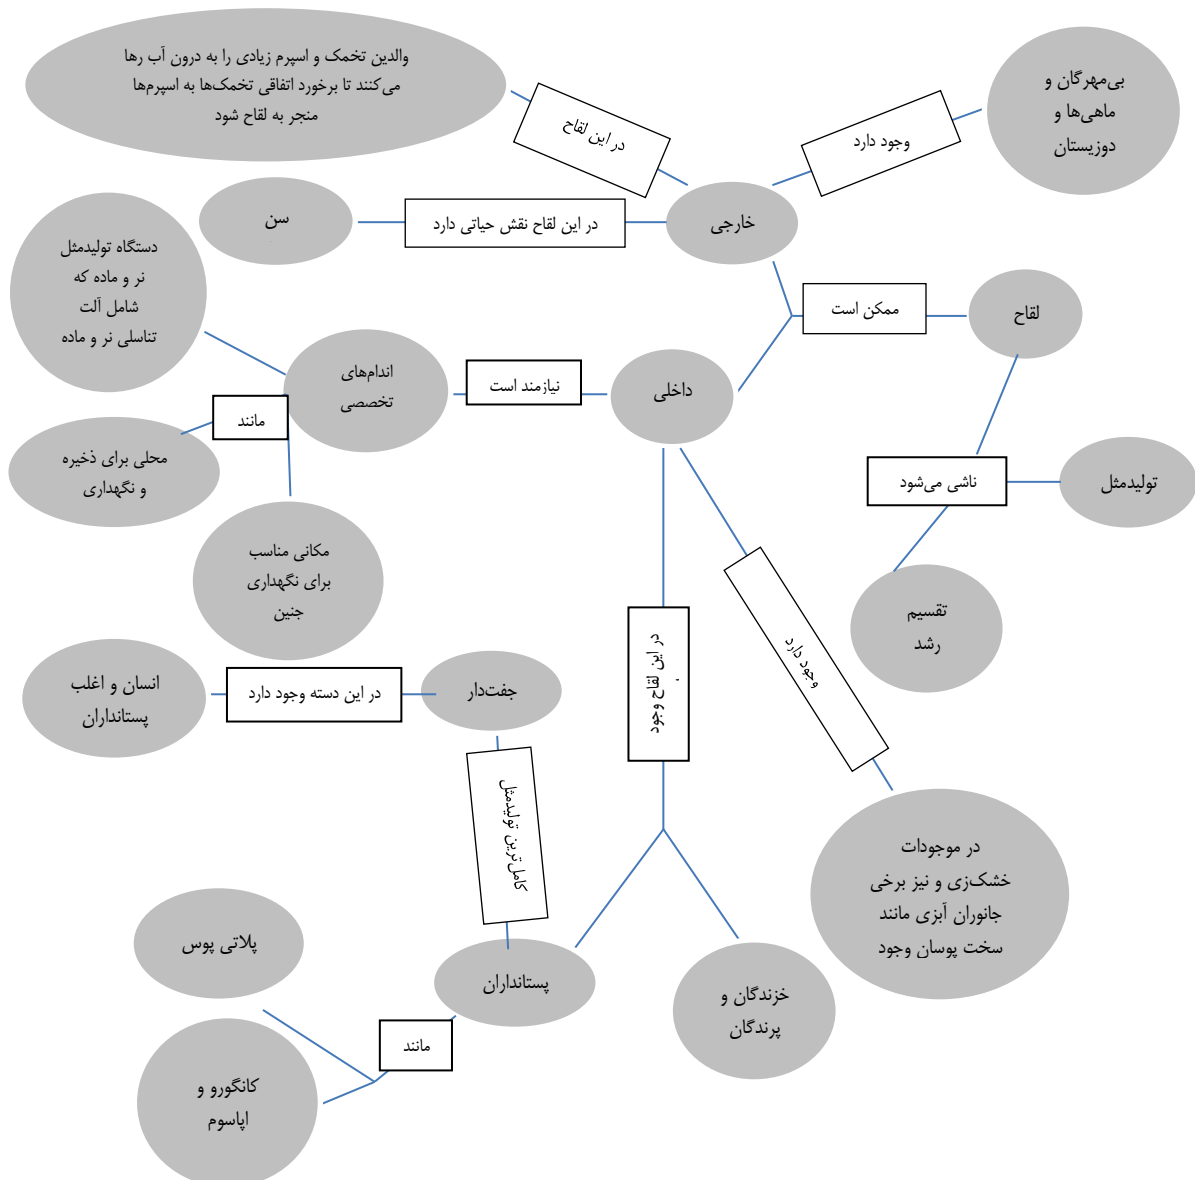 والدین تخمک و اسپرم زیادی را به درون آب رها
می‌کنند تا برخورد اتفاقی تخمک‌ها به اسپرم‌ها
منجر به لقاح شود
بی‌مهرگان و
ماهی‌ها و
دوزیستان
در این لقاح
وجود دارد
سن
در این لقاح نقش حیاتی دارد
خارجی
دستگاه تولیدمثل
نر و ماده که
شامل آلت
تناسلی نر و ماده
ممکن است
لقاح
اندام‌های
تخصصی
نیازمند است
داخلی
مانند
محلی برای ذخیره
و نگهداری
ناشی می‌شود
تولیدمثل
مکانی مناسب
برای نگهداری
جنین
تقسیم
رشد
در این لقاح وجود
وجود دارد
انسان و اغلب
پستانداران
در این دسته وجود دارد
جفت‌دار
کامل‌ترین تولیدمثل
در موجودات
خشک‌زی و نیز برخی
جانوران آبزی مانند
سخت پوسان وجود
پلاتی پوس
پستانداران
خزندگان و
پرندگان
مانند
کانگورو و
اپاسوم